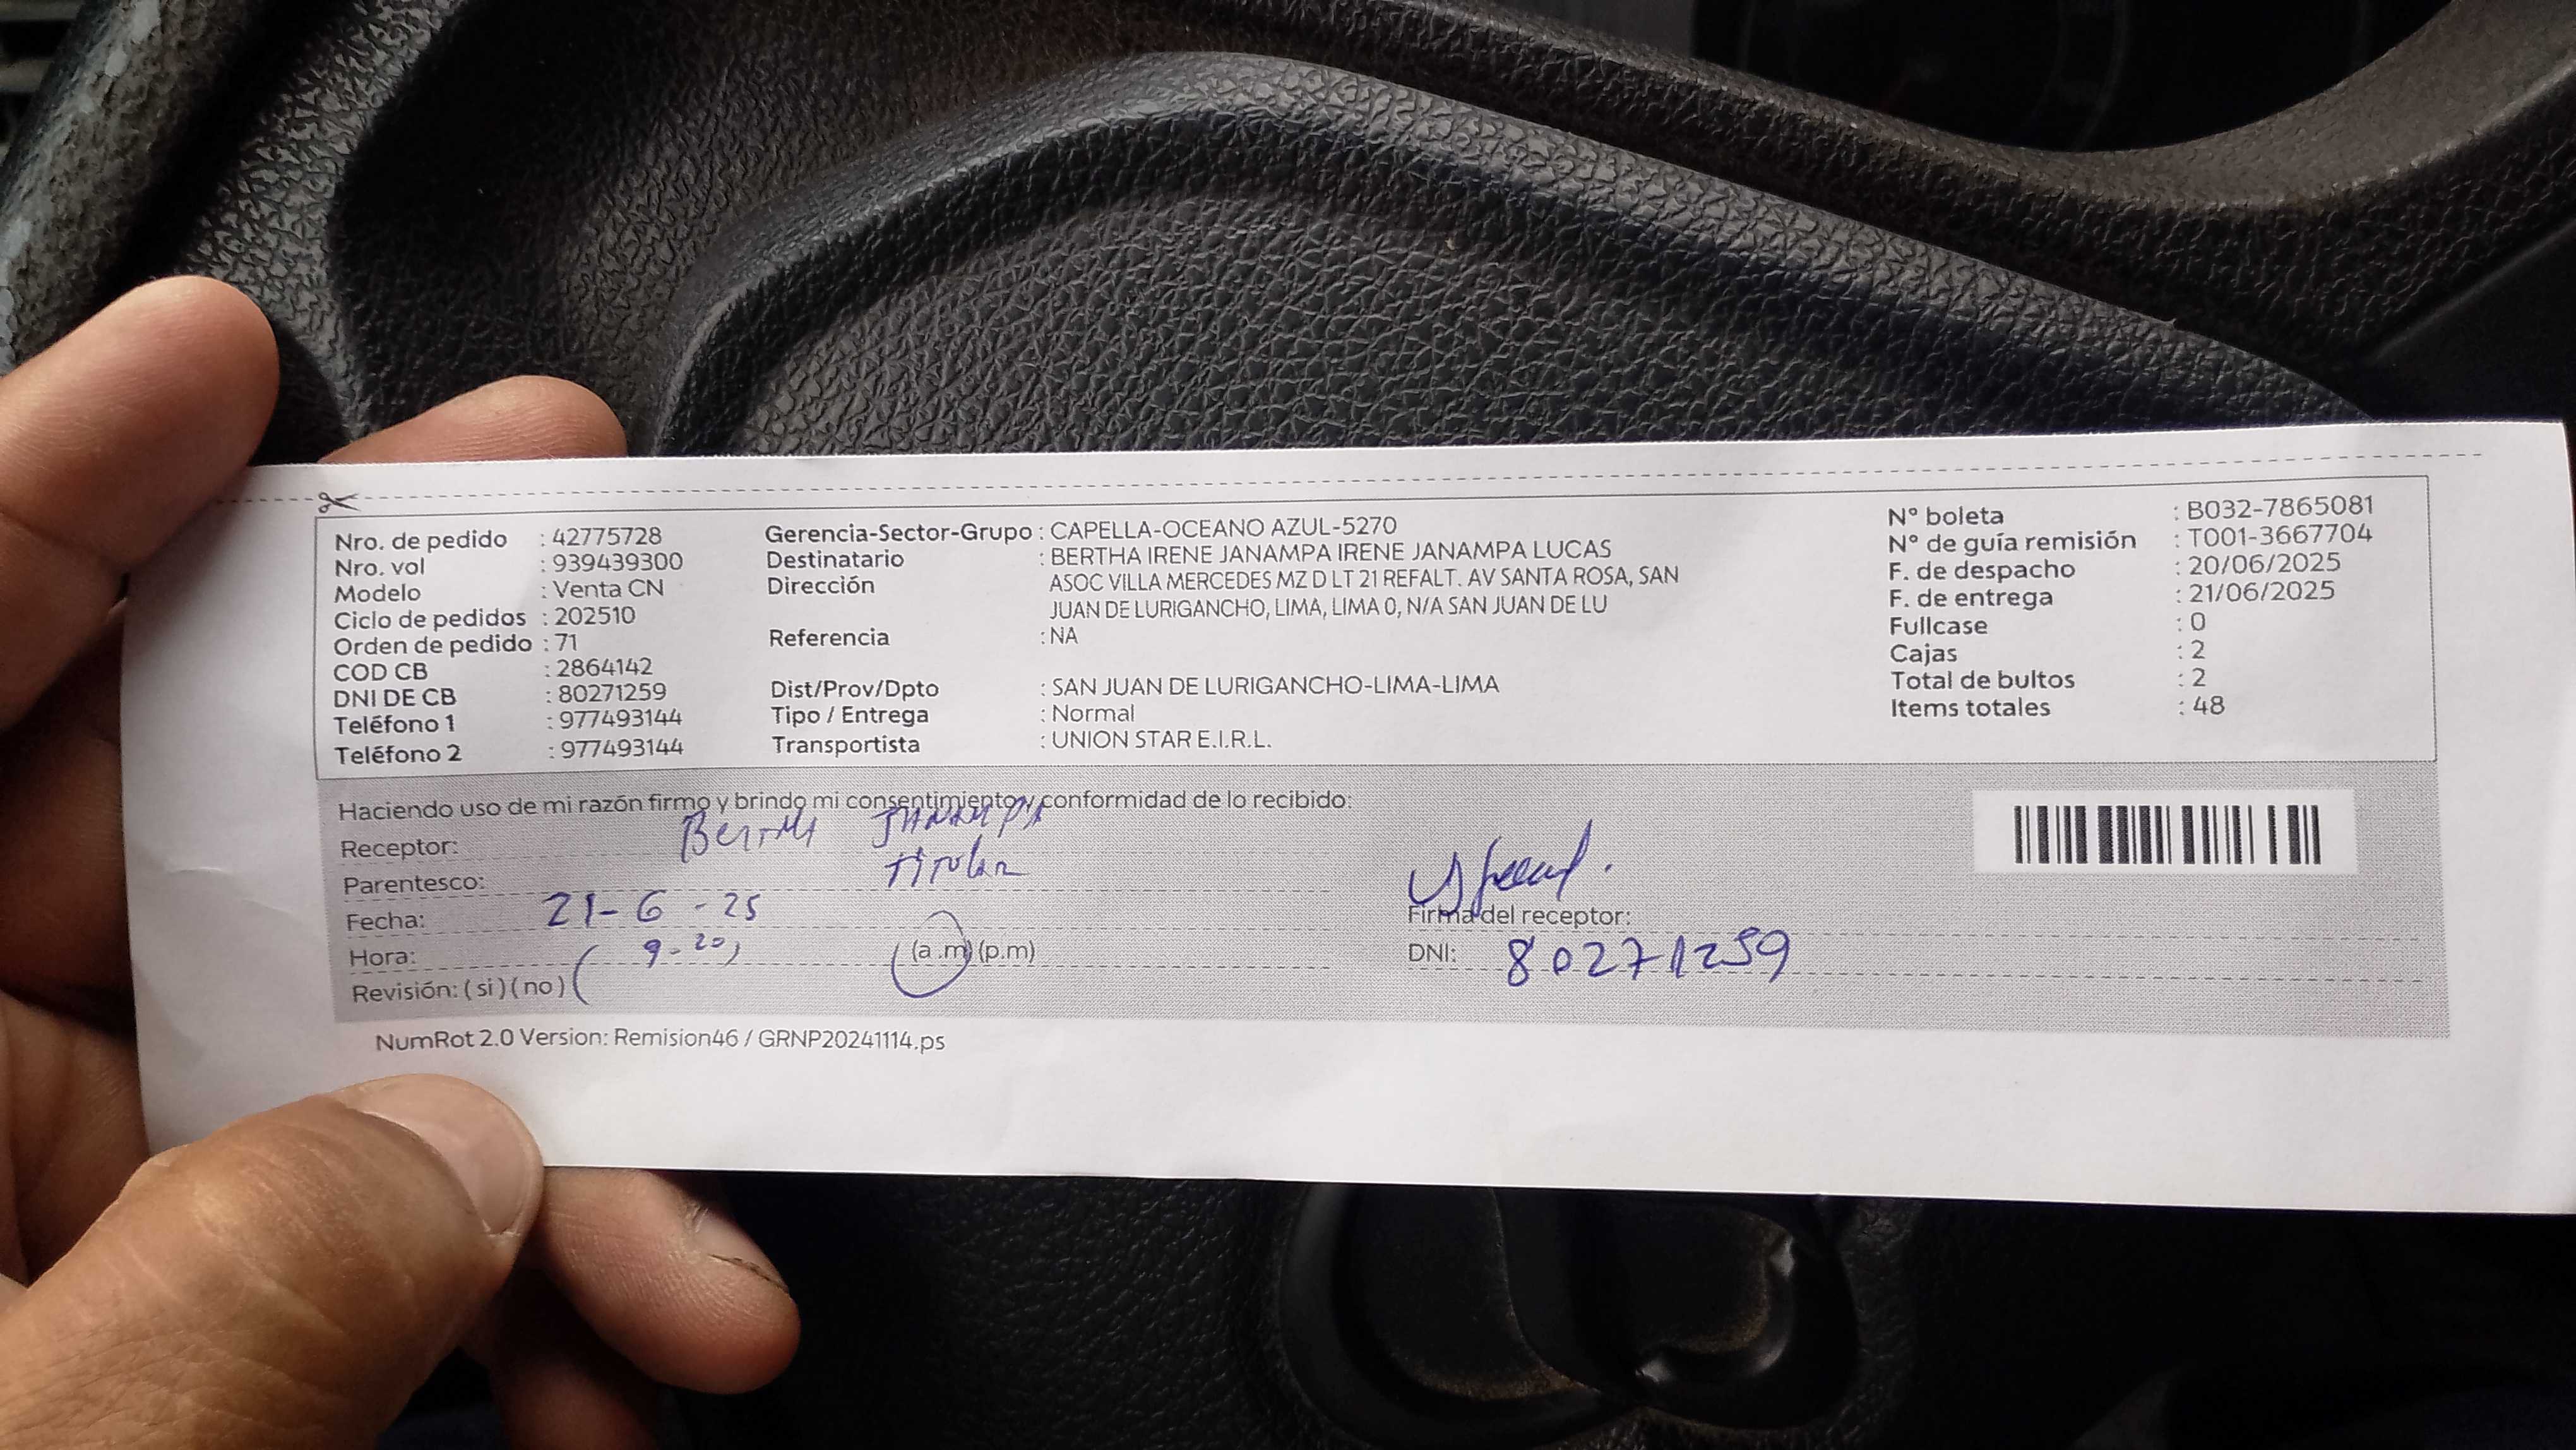 Nro. de pedido : 42775728
Nro. vol : 939439300
Modelo : Venta CN
Ciclo de pedidos : 202510
Orden de pedido : 71
COD CB : 2864142
DNI DE CB : 80271259
Teléfono 1 : 977493144
Teléfono 2 : 977493144
Gerencia-Sector-Grupo : CAPELLA-OCEANO AZUL-5270
Destinatario : BERTHA IRENE JANAMPA IRENE JANAMPA LUCAS
Dirección ASOC VILLA MERCEDES MZ D LT 21 REFALT. AV SANTA ROSA, SAN
JUAN DE LURIGANCHO, LIMA, LIMA 0, N/A SAN JUAN DE LU
Referencia : NA
Dist/Prov/Dpto : SAN JUAN DE LURIGANCHO-LIMA-LIMA
Tipo / Entrega : Normal
Transportista : UNION STAR E.I.R.L.
N° boleta : B032-7865081
N° de guía remisión : T001-3667704
F. de despacho : 20/06/2025
F. de entrega : 21/06/2025
Fullcase : 0
Cajas : 2
Total de bultos : 2
Items totales : 48
Haciendo uso de mi razón firmo y brindo mi consentimiento y conformidad de lo recibido:
Receptor: Bertha JANAMPA
Parentesco: Titular
Fecha: 21-6-25
Hora: 9-20 (a.m) (p.m)
Revisión: (si) (no)
Firma del receptor:
DNI: 80271259
NumRot 2.0 Version: Remision46 / GRNP20241114.ps